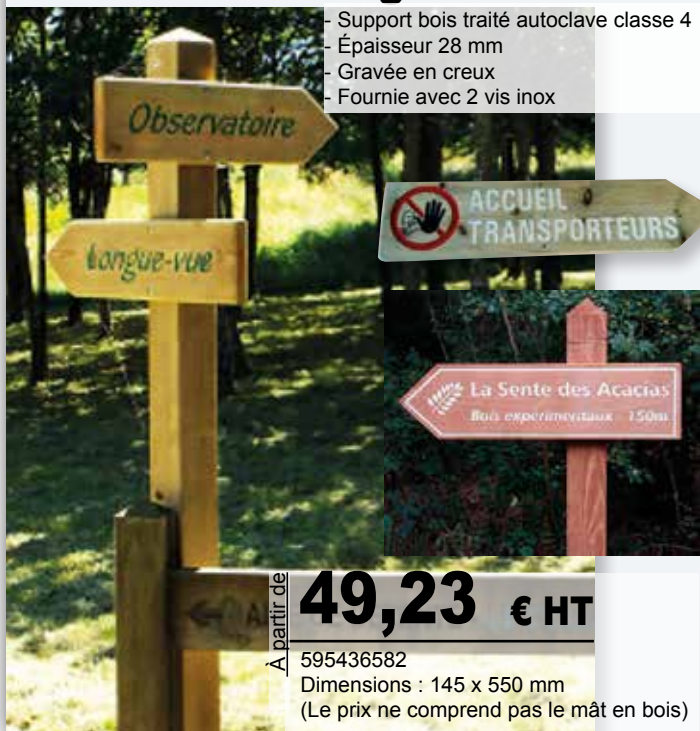 - Support bois traité autoclave classe 4
- Épaisseur 28 mm
- Gravée en creux
- Fournie avec 2 vis inox
Observatoire
Longue-vue
ACCUEIL
TRANSPORTEURS
La Sente des Acacias
Bois experimentaux 150m
À partir de
49,23 € HT
595436582
Dimensions : 145 x 550 mm
(Le prix ne comprend pas le mât en bois)